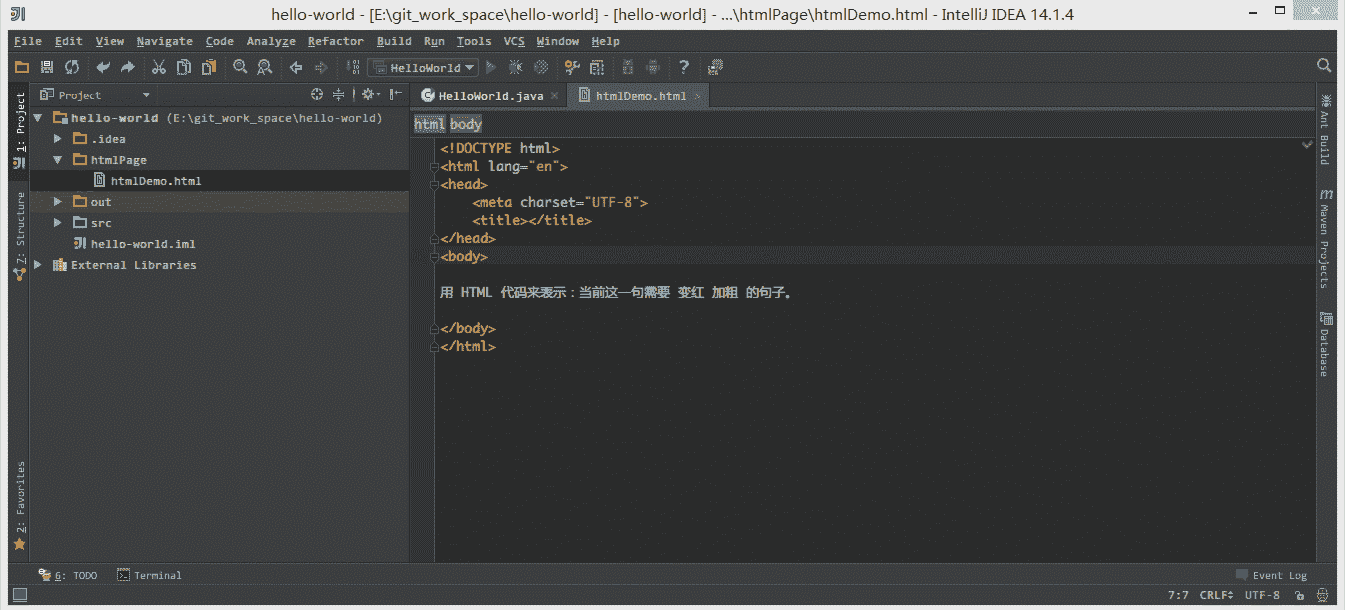 hello-world - [E:\git_work_space\hello-world] - [hello-world] - ...\htmlPage\htmlDemo.html - IntelliJ IDEA 14.1.4
File Edit View Navigate Code Analyze Refactor Build Run Tools VCS Window Help
HelloWorld
Project
HelloWorld.java
htmlDemo.html
1: Project
7: Structure
2: Favorites
hello-world (E:\git_work_space\hello-world)
.idea
htmlPage
htmlDemo.html
out
src
hello-world.iml
External Libraries
html body
<!DOCTYPE html>
<html lang="en">
<head>
<meta charset="UTF-8">
<title></title>
</head>
<body>
用 HTML 代码来表示：当前这一句需要 变红 加粗 的句子。
</body>
</html>
Ant Build
Maven Projects
Database
6: TODO
Terminal
Event Log
7:7 CRLF UTF-8